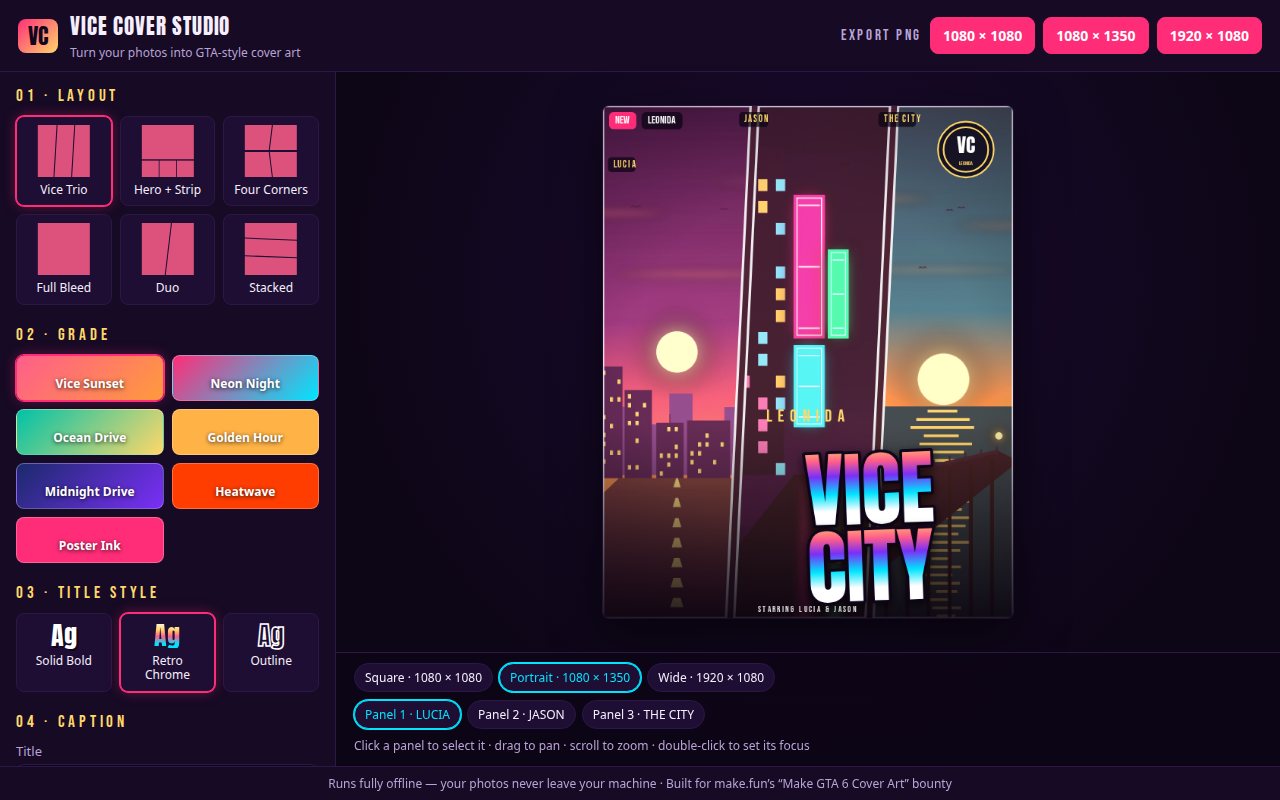 VC
VICE COVER STUDIO
Turn your photos into GTA-style cover art
EXPORT PNG
1080 × 1080
1080 × 1350
1920 × 1080
01 · LAYOUT
Vice Trio
Hero + Strip
Four Corners
Full Bleed
Duo
Stacked
02 · GRADE
Vice Sunset
Neon Night
Ocean Drive
Golden Hour
Midnight Drive
Heatwave
Poster Ink
03 · TITLE STYLE
Ag
Solid Bold
Ag
Retro
Chrome
Ag
Outline
04 · CAPTION
Title
NEW
LEONIDA
JASON
THE CITY
VC
LEONIDA
LUCIA
LEONIDA
VICE
CITY
STARRING LUCIA & JASON
Square · 1080 × 1080
Portrait · 1080 × 1350
Wide · 1920 × 1080
Panel 1 · LUCIA
Panel 2 · JASON
Panel 3 · THE CITY
Click a panel to select it · drag to pan · scroll to zoom · double-click to set its focus
Runs fully offline — your photos never leave your machine · Built for make.fun’s “Make GTA 6 Cover Art” bounty